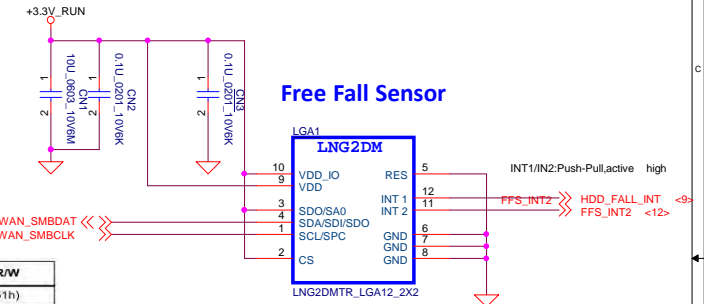 +3.3V_RUN
C
1
2
10U_0603_10V6M
CN1
1
2
0.1U_0201_10V6K
CN2
1
2
0.1U_0201_10V6K
CN3
Free Fall Sensor
LGA1
LNG2DM
INT1/IN2:Push-Pull,active high
10 VDD_IO RES 5
9 VDD
INT 1 12 FFS_INT2 HDD_FALL_INT <9>
3 SDO/SA0 INT 2 11 FFS_INT2 <12>
WAN_SMBDAT 4 SDA/SDI/SDO
WAN_SMBCLK 1 SCL/SPC GND 6
GND 7
2 CS GND 8
LNG2DMTR_LGA12_2X2
R/W
1h)